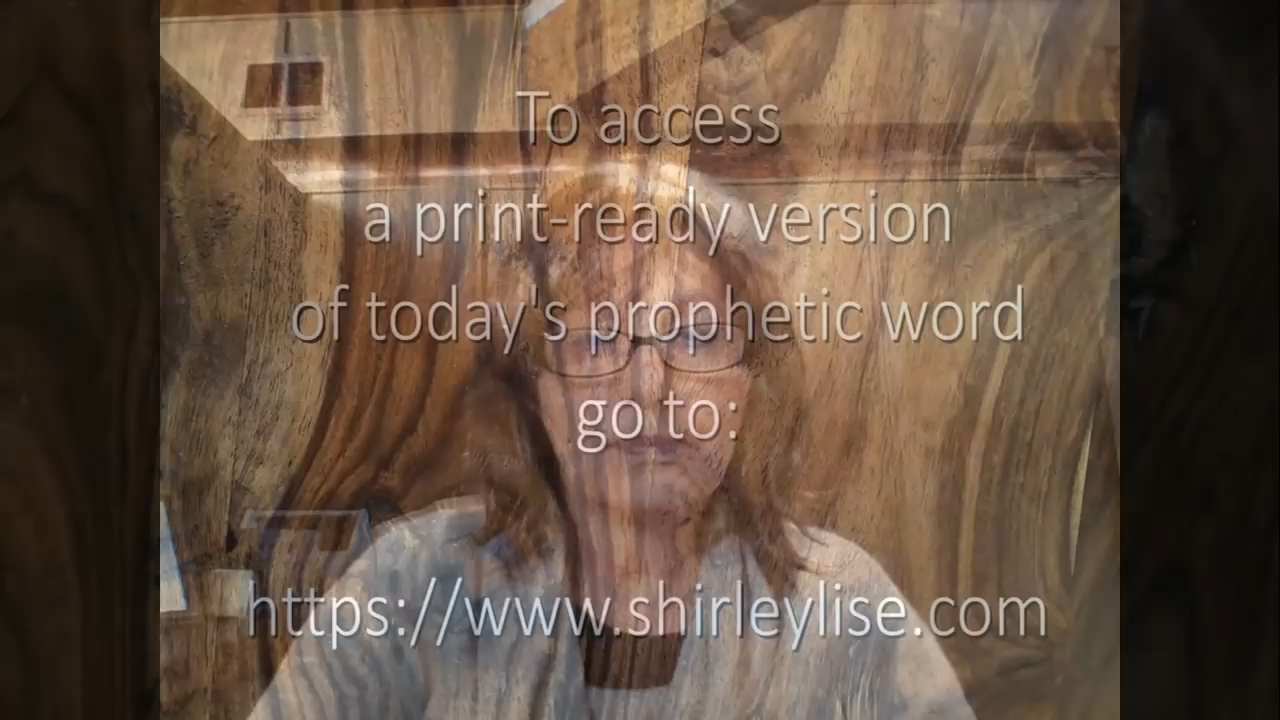 To access
a print-ready version
of today's prophetic word
go to:
https://www.shirleylise.com